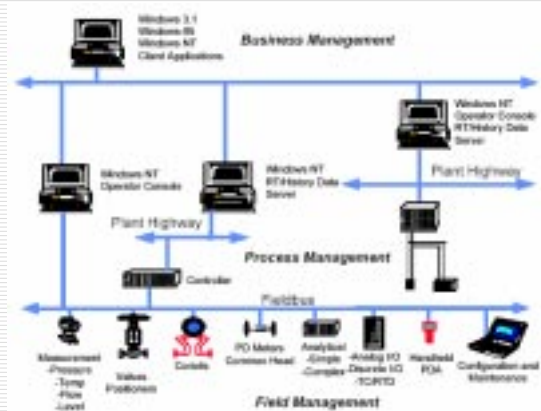 Windows 3.1
Windows 95
Windows NT
Client Applications
Business Management
Windows NT
Operator Console
RT/History Data
Server
Windows NT
Operator Console
Windows NT
RT/History Data
Server
Plant Highway
Plant Highway
Process Management
Controller
Fieldbus
Measurement
-Pressure
-Temp
-Flow
-Level
Values
Positioners
Coriolis
PD Meters
Common Head
Analytical
-Simple
-Complex
-Analog I/O
Discrete I/O
-TC/RTD
Handheld
PDA
Configuration and
Maintenance
Field Management